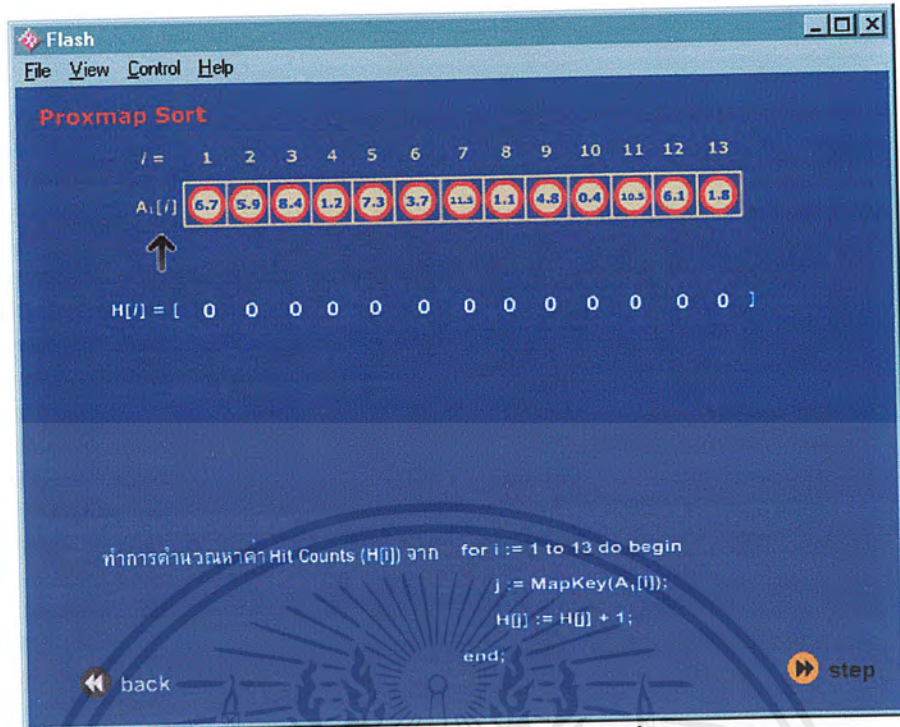 Flash
File View Control Help
Proxmap Sort
i = 1 2 3 4 5 6 7 8 9 10 11 12 13
A₁[i] 6.7 5.9 8.4 1.2 7.3 3.7 11.5 1.1 4.8 0.4 10.5 6.1 1.8
H[i] = [ 0 0 0 0 0 0 0 0 0 0 0 0 0 ]
ทำการคำนวณหาค่า Hit Counts (H[i]) จาก for i := 1 to 13 do begin
j := MapKey(A₁[i]);
H[j] := H[j] + 1;
end;
back
step